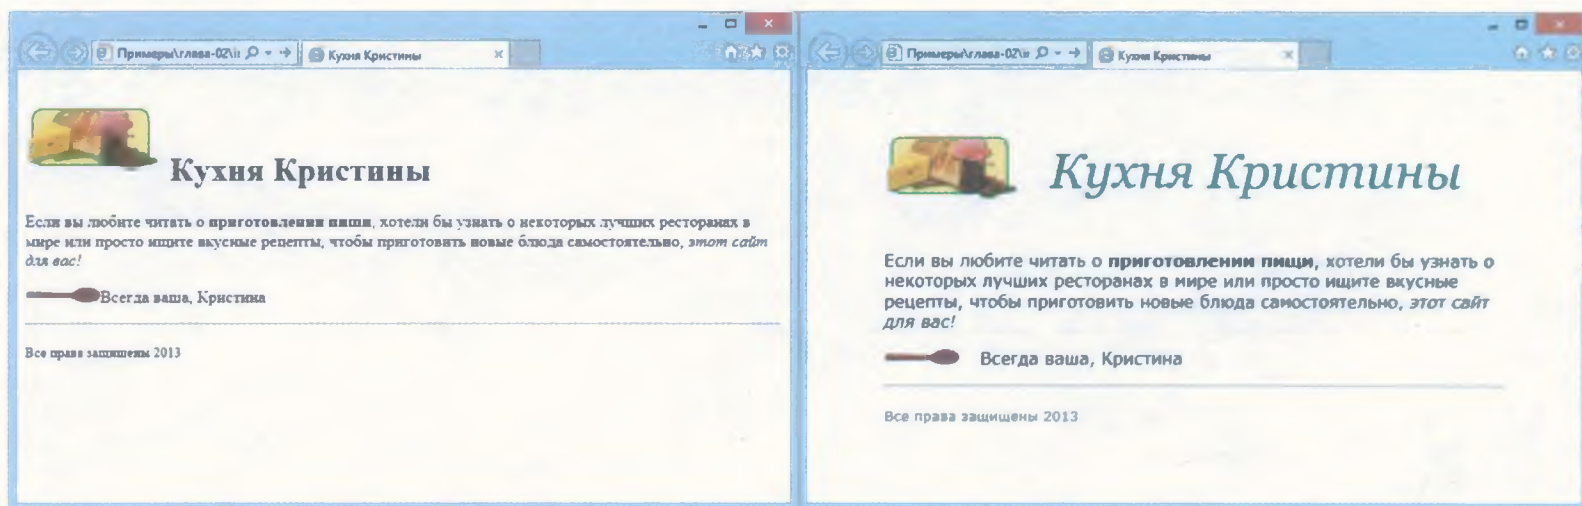 Примеры\глава-02\
Кухня Кристины
Кухня Кристины
Если вы любите читать о приготовлении пищи, хотели бы узнать о некоторых лучших ресторанах в
мире или просто ищите вкусные рецепты, чтобы приготовить новые блюда самостоятельно, этот сайт
для вас!
Всегда ваша, Кристина
Все права защищены 2013
Примеры\глава-02\
Кухня Кристины
Кухня Кристины
Если вы любите читать о приготовлении пищи, хотели бы узнать о
некоторых лучших ресторанах в мире или просто ищите вкусные
рецепты, чтобы приготовить новые блюда самостоятельно, этот сайт
для вас!
Всегда ваша, Кристина
Все права защищены 2013